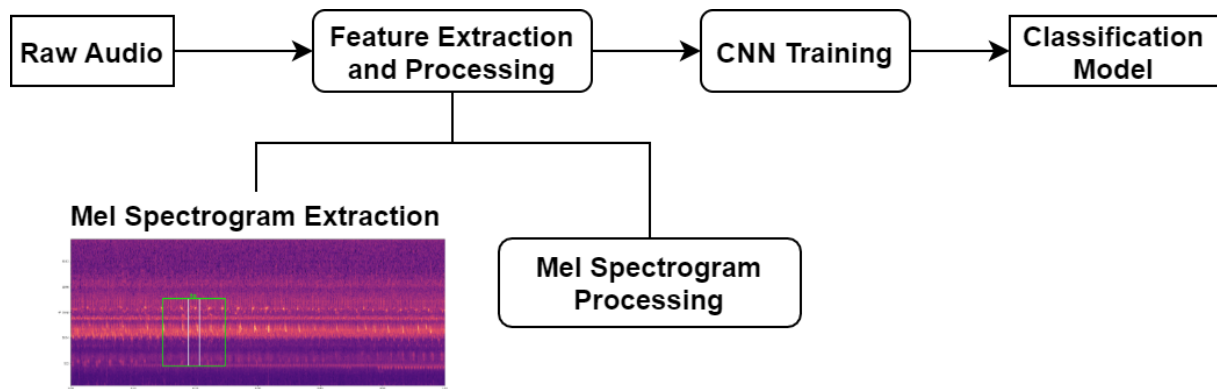 Raw Audio
Feature Extraction
and Processing
CNN Training
Classification
Model
Mel Spectrogram Extraction
Mel Spectrogram
Processing